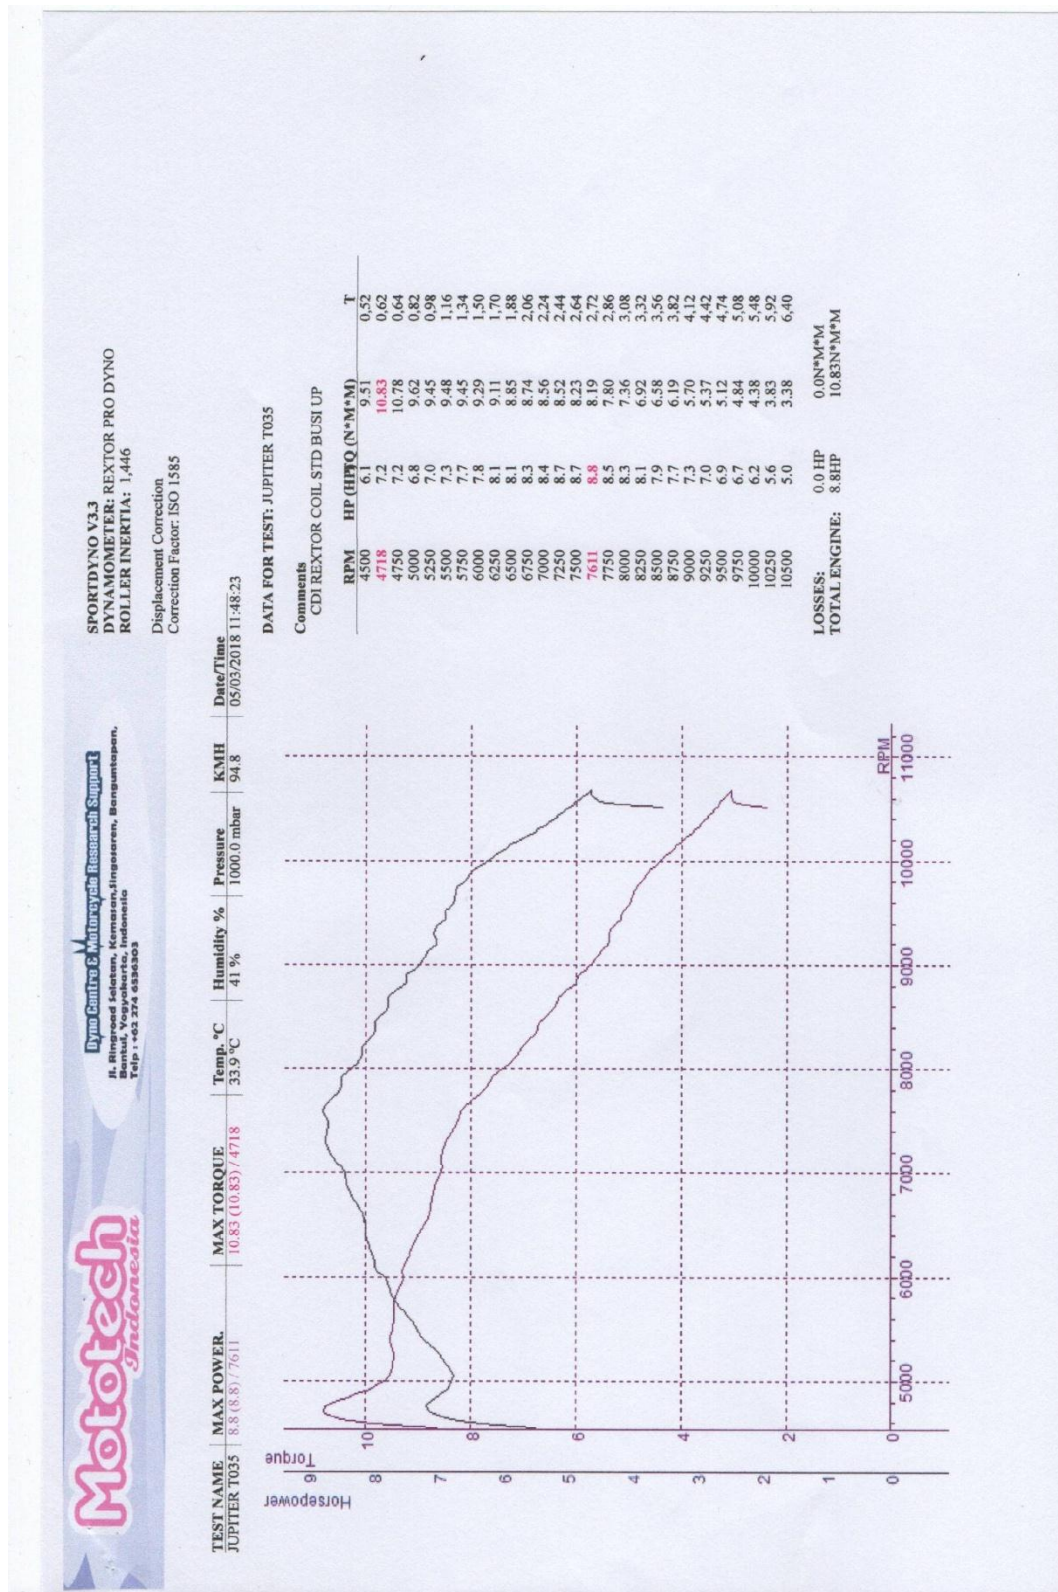 Mototech
Indonesia
Dyno Centre & Motorcycle Research Support
Jl. Ringroad Selatan, Kemasan, Singosaren, Banguntapan,
Bantul, Yogyakarta, Indonesia
Telp : +62 274 6536303
SPORTDYNO V3.3
DYNAMOMETER: REXTOR PRO DYNO
ROLLER INERTIA: 1,446
Displacement Correction
Correction Factor: ISO 1585
TEST NAME MAX POWER. MAX TORQUE Temp. °C Humidity % Pressure KMH Date/Time
JUPITER T035 8.8 (8.8) / 7611 10.83 (10.83) / 4718 33.9 °C 41 % 1000.0 mbar 94.8 05/03/2018 11:48:23
Horsepower
9
8
7
6
5
4
3
2
1
0
Torque
10
8
6
4
2
0
5000 6000 7000 8000 9000 10000 11000
RPM
DATA FOR TEST: JUPITER T035
Comments
CDI REXTOR COIL STD BUSI UP
RPM HP (HP) TQ (N*M*M) T
4500 6.1 9.51 0,52
4718 7.2 10.83 0,62
4750 7.2 10.78 0,64
5000 6.8 9.62 0,82
5250 7.0 9.45 0,98
5500 7.3 9.48 1,16
5750 7.7 9.45 1,34
6000 7.8 9.29 1,50
6250 8.1 9.11 1,70
6500 8.1 8.85 1,88
6750 8.3 8.74 2,06
7000 8.4 8.56 2,24
7250 8.7 8.52 2,44
7500 8.7 8.23 2,64
7611 8.8 8.19 2,72
7750 8.5 7.80 2,86
8000 8.3 7.36 3,08
8250 8.1 6.92 3,32
8500 7.9 6.58 3,56
8750 7.7 6.19 3,82
9000 7.3 5.70 4,12
9250 7.0 5.37 4,42
9500 6.9 5.12 4,74
9750 6.7 4.84 5,08
10000 6.2 4.38 5,48
10250 5.6 3.83 5,92
10500 5.0 3.38 6,40
LOSSES: 0.0 HP 0.0N*M*M
TOTAL ENGINE: 8.8HP 10.83N*M*M